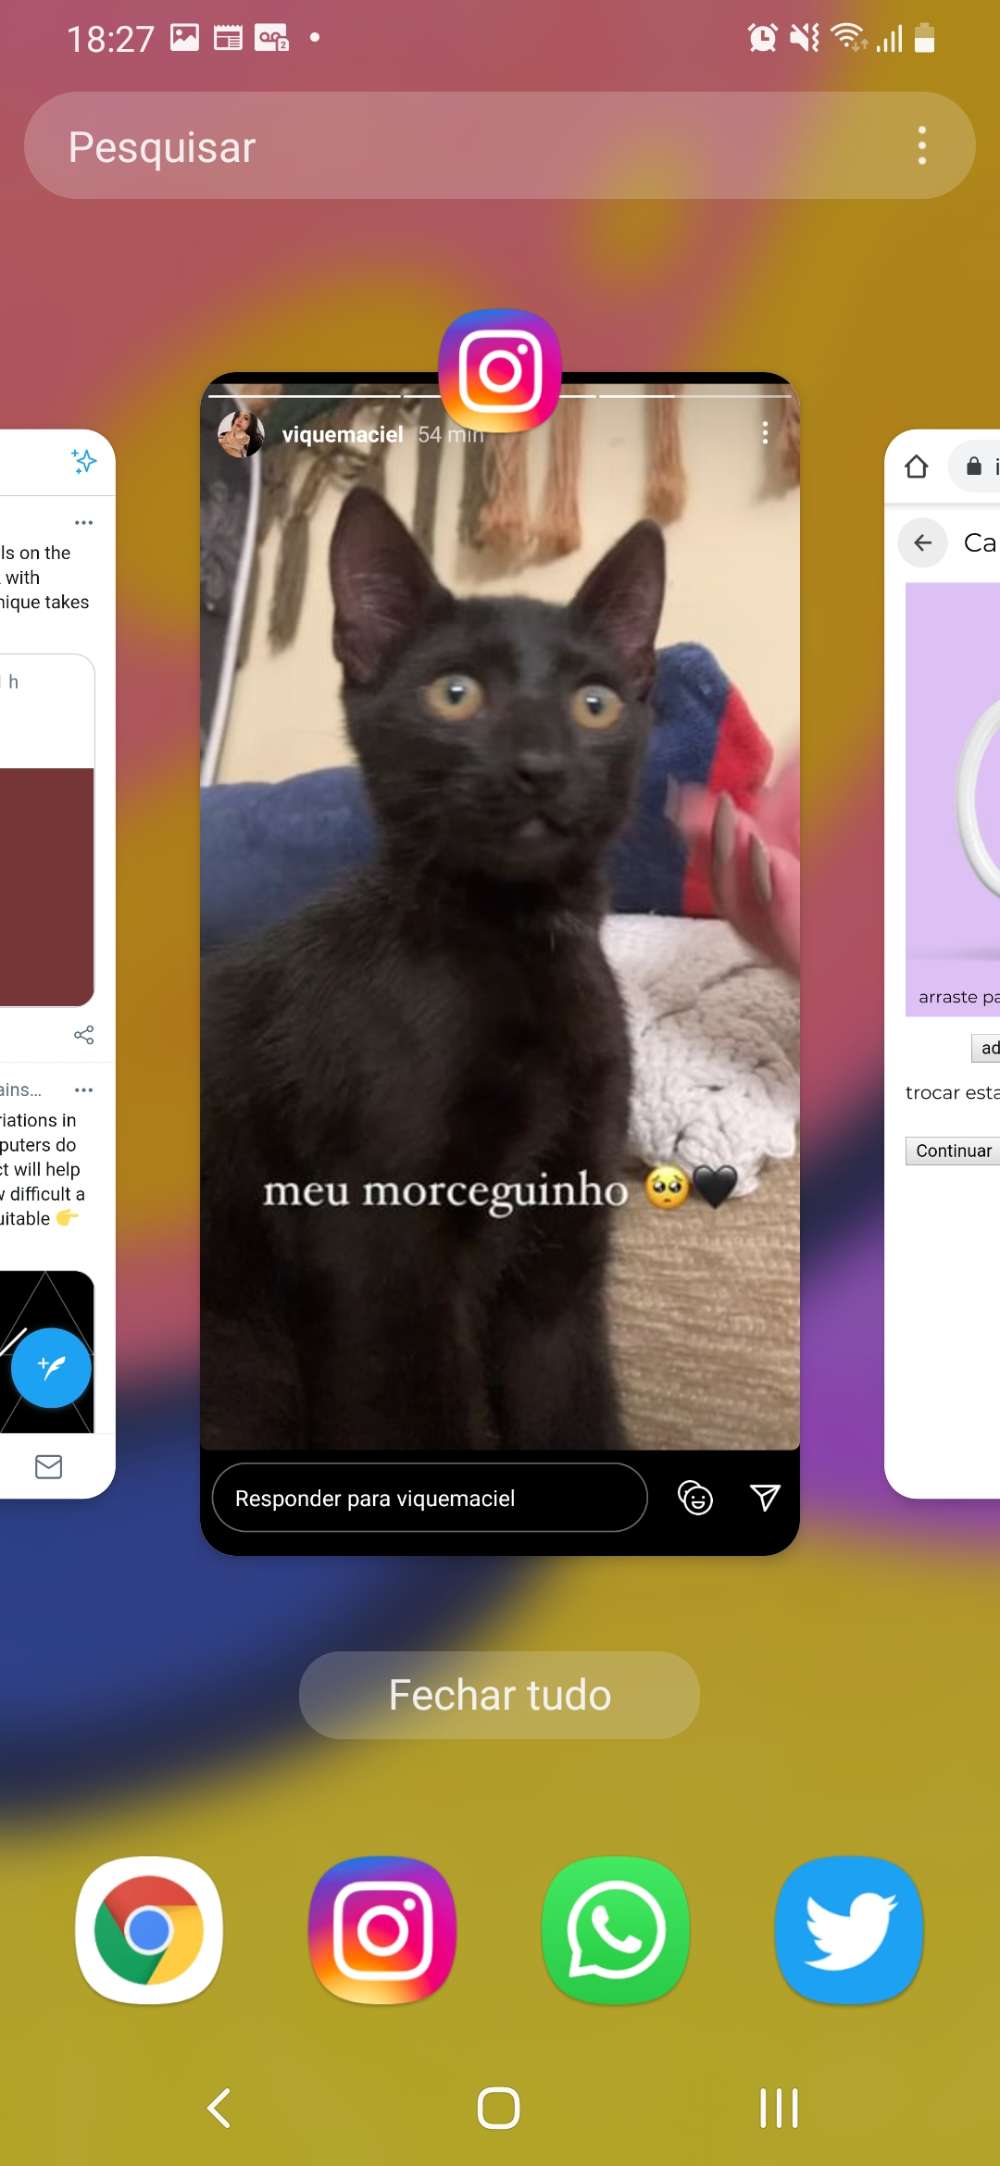 18:27
Pesquisar
viquemaciel 54 min
meu morceguinho 🥺🖤
Responder para viquemaciel
ls on the
with
nique takes
h
ains...
riations in
puters do
ct will help
w difficult a
uitable 👉
Ca
arraste pa
ad
trocar esta
Continuar
Fechar tudo